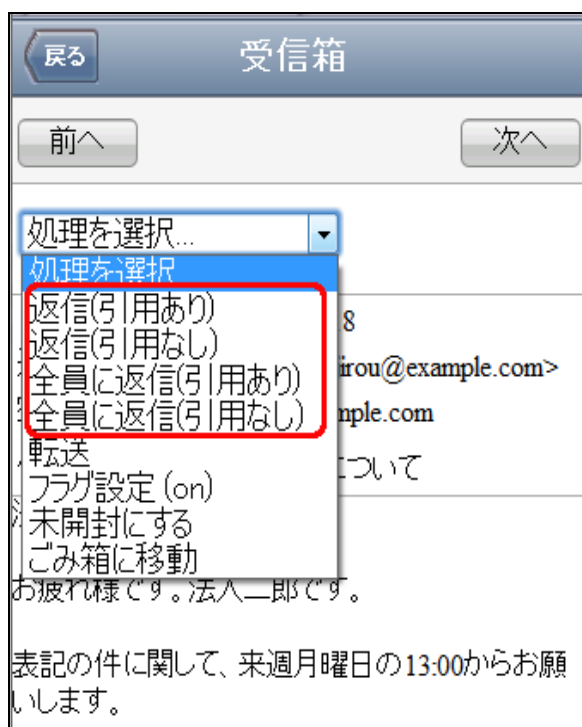 戻る
受信箱
前へ
次へ
処理を選択...
処理を選択
返信(引用あり)
返信(引用なし)
8
全員に返信(引用あり)
irou@example.com>
全員に返信(引用なし)
mple.com
転送
について
フラグ設定 (on)
未開封にする
ごみ箱に移動
お疲れ様です。法人二郎です。
表記の件に関して、来週月曜日の13:00からお願
いします。